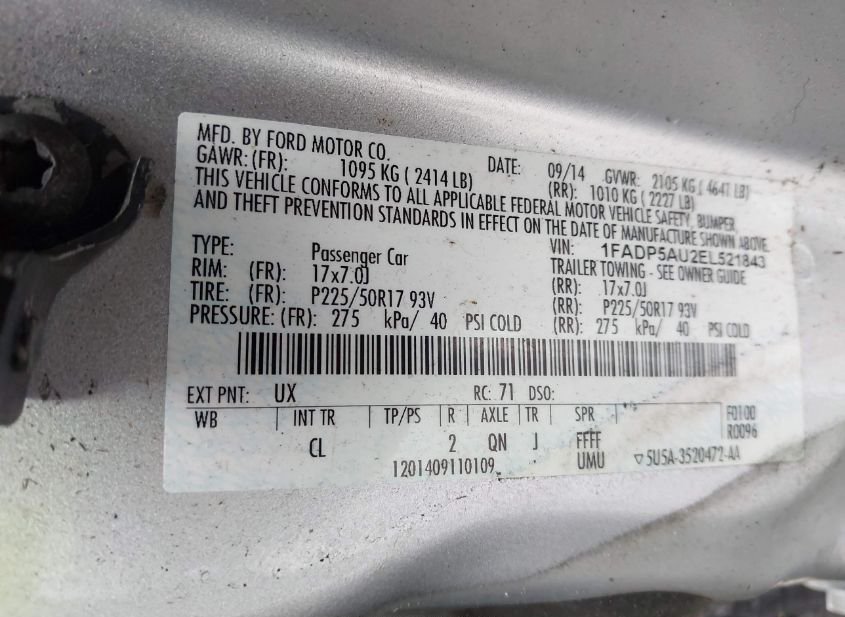 MFD. BY FORD MOTOR CO. DATE: 09/14 GVWR: 2105 KG ( 4641 LB)
GAWR: (FR): 1095 KG ( 2414 LB) (RR): 1010 KG ( 2227 LB)
THIS VEHICLE CONFORMS TO ALL APPLICABLE FEDERAL MOTOR VEHICLE SAFETY, BUMPER,
AND THEFT PREVENTION STANDARDS IN EFFECT ON THE DATE OF MANUFACTURE SHOWN ABOVE.
VIN: 1FADP5AU2EL521843
TYPE: Passenger Car TRAILER TOWING - SEE OWNER GUIDE
RIM: (FR): 17x7.0J (RR): 17x7.0J
TIRE: (FR): P225/50R17 93V (RR): P225/50R17 93V
PRESSURE: (FR): 275 kPa/ 40 PSI COLD (RR): 275 kPa/ 40 PSI COLD
EXT PNT: UX RC: 71 DSO:
WB INT TR TP/PS R AXLE TR SPR F0100
CL 2 QN J FFFF R0096
1201409110109 UMU ▽5U5A-3520472-AA